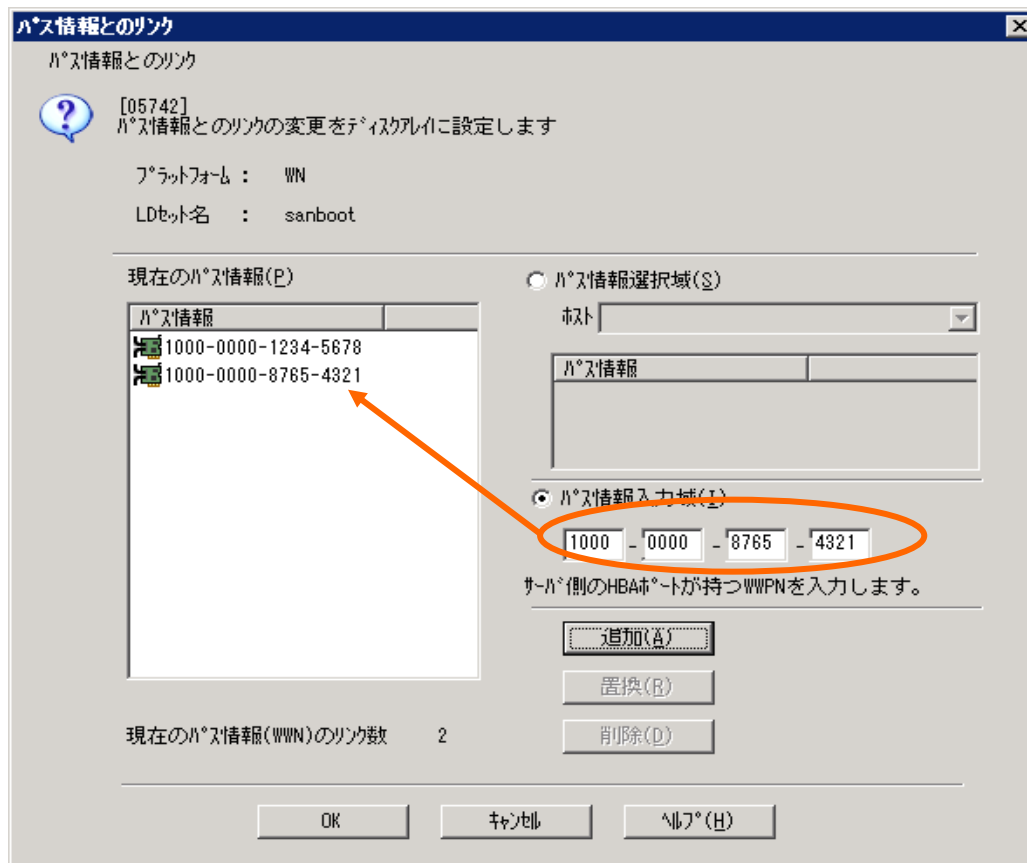 ﾊﾟｽ情報とのﾘﾝｸ
ﾊﾟｽ情報とのﾘﾝｸ
[05742]
ﾊﾟｽ情報とのﾘﾝｸの変更をﾃﾞｨｽｸｱﾚｲに設定します
ﾌﾟﾗｯﾄﾌｫｰﾑ : WN
LDｾｯﾄ名 : sanboot
現在のﾊﾟｽ情報(P)
ﾊﾟｽ情報
1000-0000-1234-5678
1000-0000-8765-4321
現在のﾊﾟｽ情報(WWN)のﾘﾝｸ数 2
ﾊﾟｽ情報選択域(S)
ﾎｽﾄ
ﾊﾟｽ情報
ﾊﾟｽ情報入力域(I)
1000 - 0000 - 8765 - 4321
ｻｰﾊﾞ側のHBAﾎﾟｰﾄが持つWWPNを入力します。
追加(A)
置換(R)
削除(D)
OK ｷｬﾝｾﾙ ﾍﾙﾌﾟ(H)